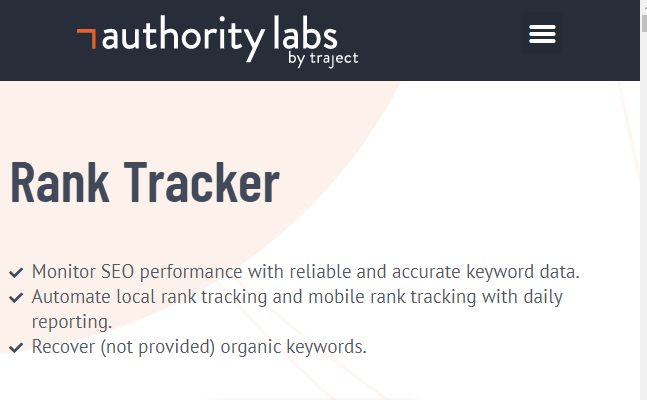 authority labs
by traject
Rank Tracker
Monitor SEO performance with reliable and accurate keyword data.
Automate local rank tracking and mobile rank tracking with daily
reporting.
Recover (not provided) organic keywords.